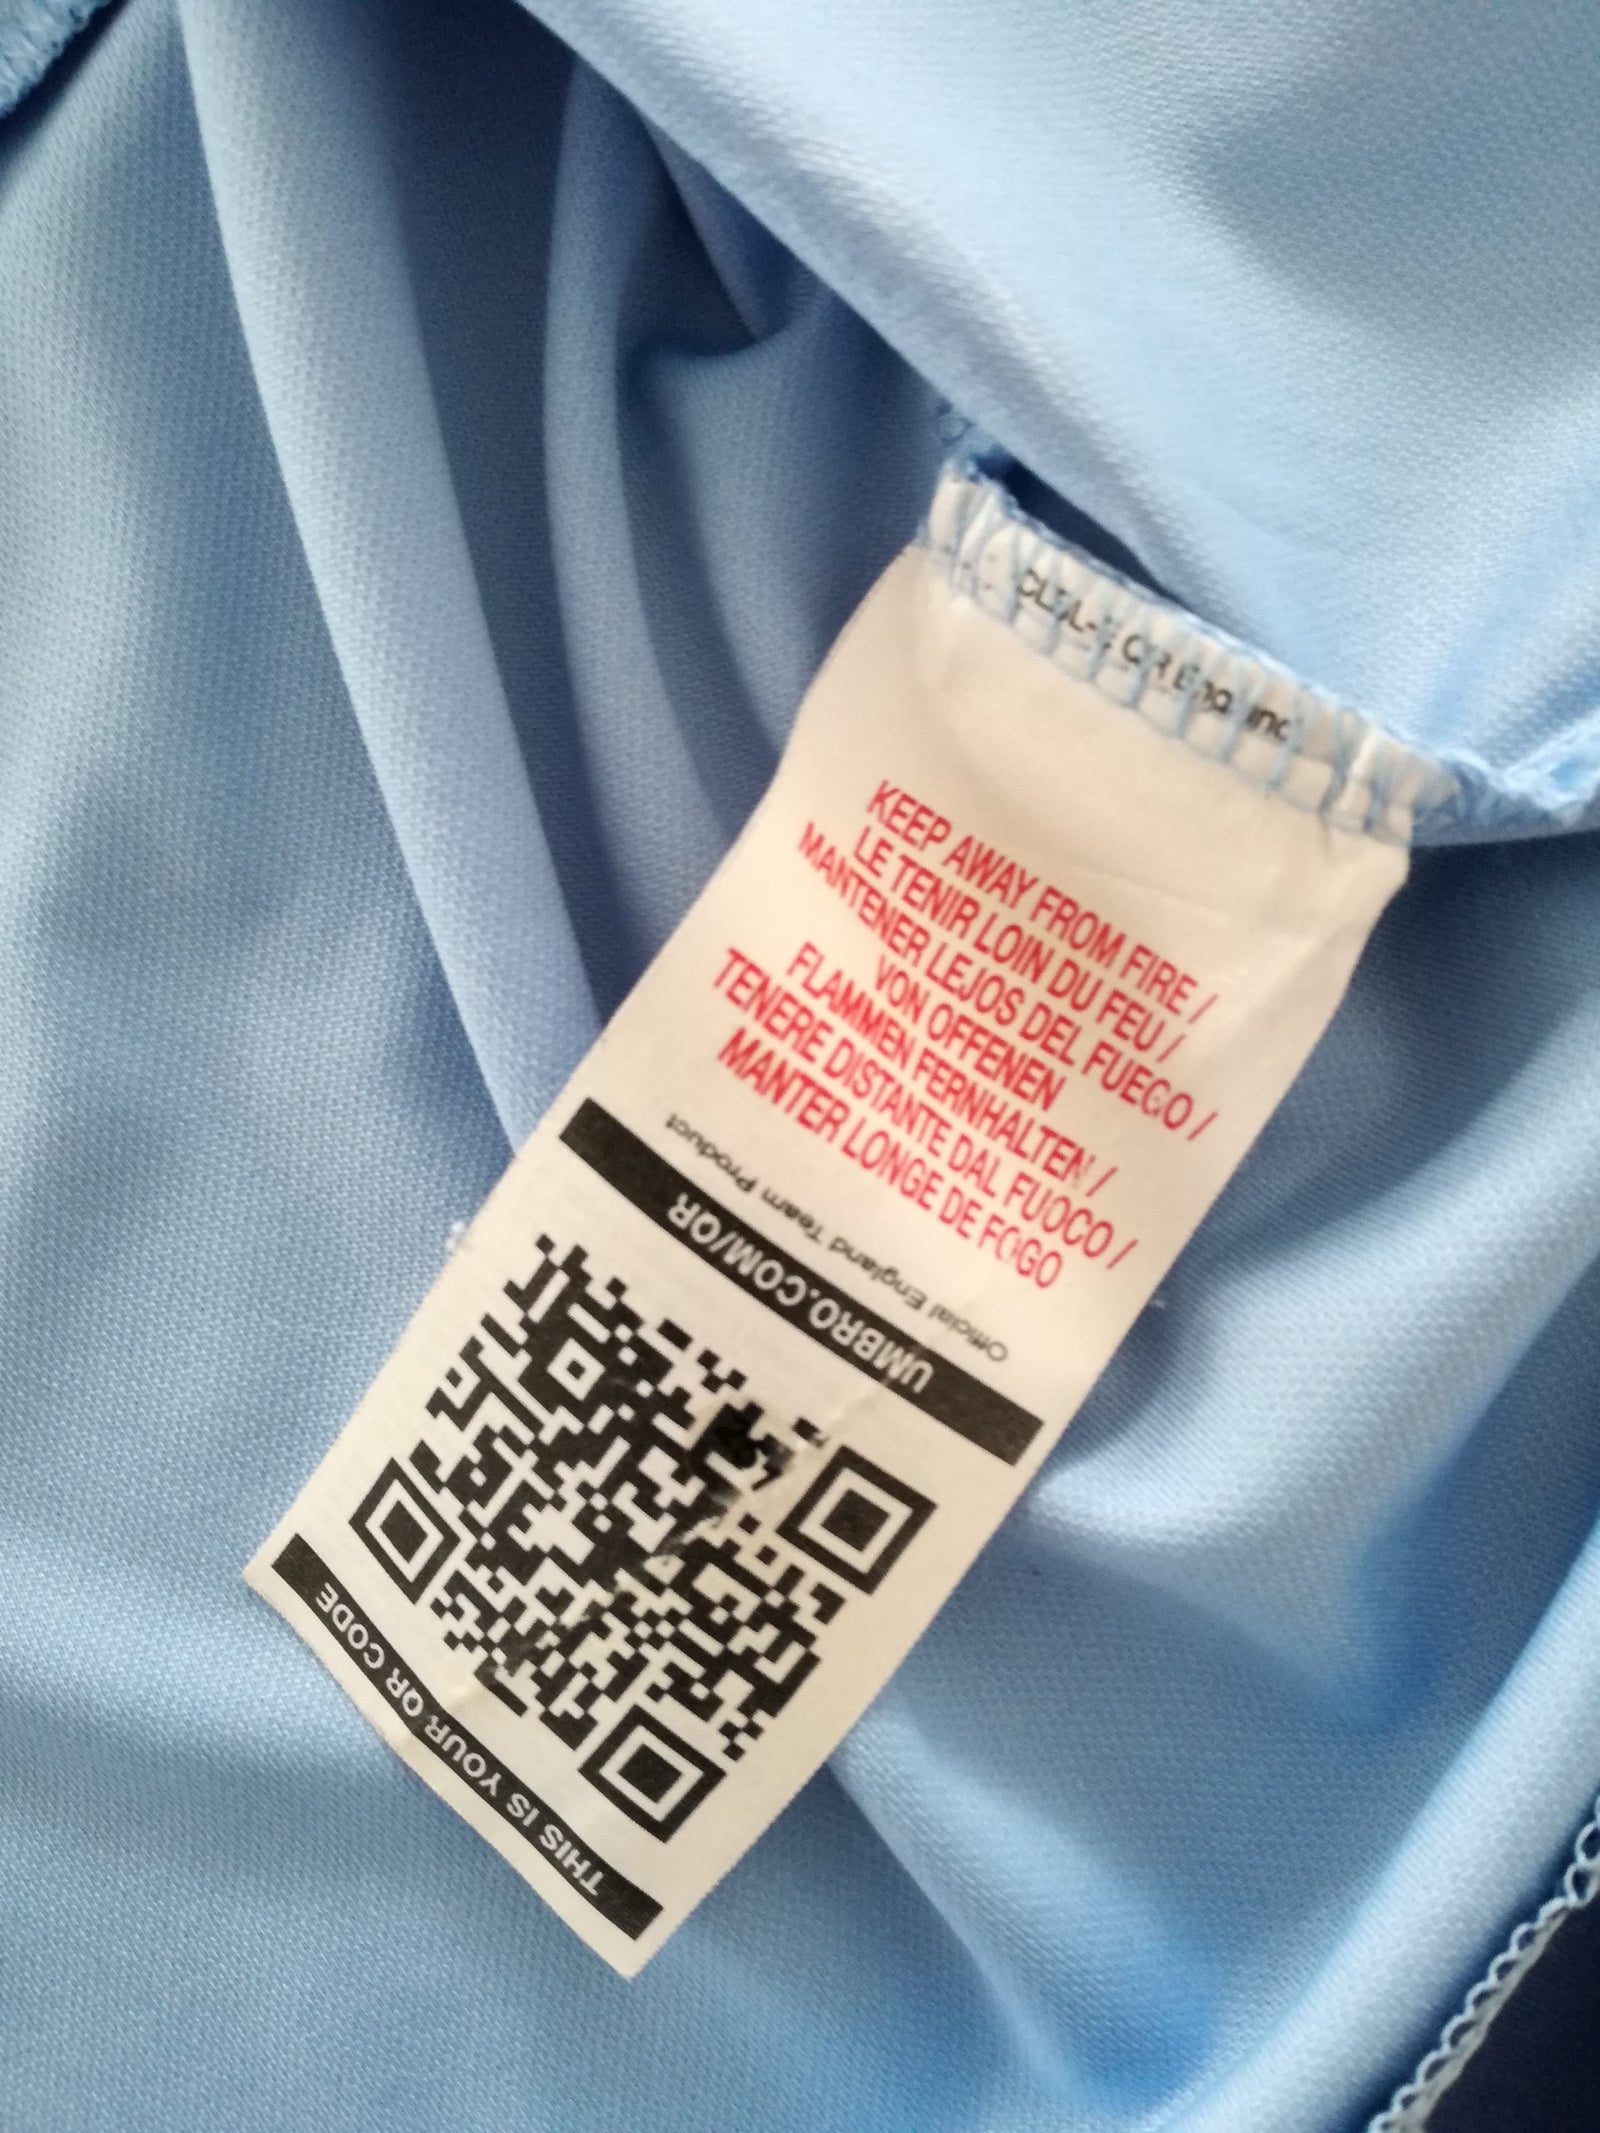 KEEP AWAY FROM FIRE /
LE TENIR LOIN DU FEU /
MANTENER LEJOS DEL FUEGO /
VON OFFENEN
FLAMMEN FERNHALTEN /
TENERE DISTANTE DAL FUOCO /
MANTER LONGE DE FOGO
Official England Team Product
UMBRO.COM/QR
THIS IS YOUR QR CODE